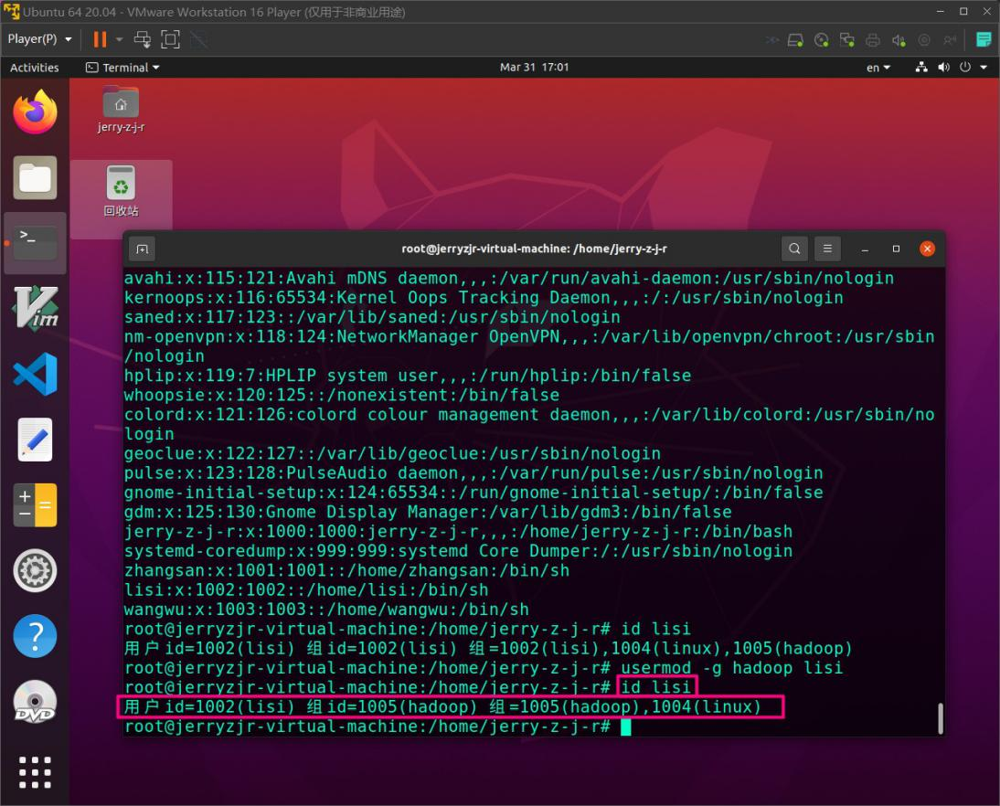 Ubuntu 64 20.04 - VMware Workstation 16 Player (仅用于非商业用途)
Player(P)
Activities
Terminal
Mar 31 17:01
en
jerry-z-j-r
回收站
root@jerryzjr-virtual-machine: /home/jerry-z-j-r
avahi:x:115:121:Avahi mDNS daemon,,,:/var/run/avahi-daemon:/usr/sbin/nologin
kernoops:x:116:65534:Kernel Oops Tracking Daemon,,,:/:/usr/sbin/nologin
saned:x:117:123::/var/lib/saned:/usr/sbin/nologin
nm-openvpn:x:118:124:NetworkManager OpenVPN,,,:/var/lib/openvpn/chroot:/usr/sbin
/nologin
hplip:x:119:7:HPLIP system user,,,:/run/hplip:/bin/false
whoopsie:x:120:125::/nonexistent:/bin/false
colord:x:121:126:colord colour management daemon,,,:/var/lib/colord:/usr/sbin/no
login
geoclue:x:122:127::/var/lib/geoclue:/usr/sbin/nologin
pulse:x:123:128:PulseAudio daemon,,,:/var/run/pulse:/usr/sbin/nologin
gnome-initial-setup:x:124:65534::/run/gnome-initial-setup/:/bin/false
gdm:x:125:130:Gnome Display Manager:/var/lib/gdm3:/bin/false
jerry-z-j-r:x:1000:1000:jerry-z-j-r,,,:/home/jerry-z-j-r:/bin/bash
systemd-coredump:x:999:999:systemd Core Dumper:/:/usr/sbin/nologin
zhangsan:x:1001:1001::/home/zhangsan:/bin/sh
lisi:x:1002:1002::/home/lisi:/bin/sh
wangwu:x:1003:1003::/home/wangwu:/bin/sh
root@jerryzjr-virtual-machine:/home/jerry-z-j-r# id lisi
用户id=1002(lisi) 组id=1002(lisi) 组=1002(lisi),1004(linux),1005(hadoop)
root@jerryzjr-virtual-machine:/home/jerry-z-j-r# usermod -g hadoop lisi
root@jerryzjr-virtual-machine:/home/jerry-z-j-r# id lisi
用户id=1002(lisi) 组id=1005(hadoop) 组=1005(hadoop),1004(linux)
root@jerryzjr-virtual-machine:/home/jerry-z-j-r#
Vim
DVD